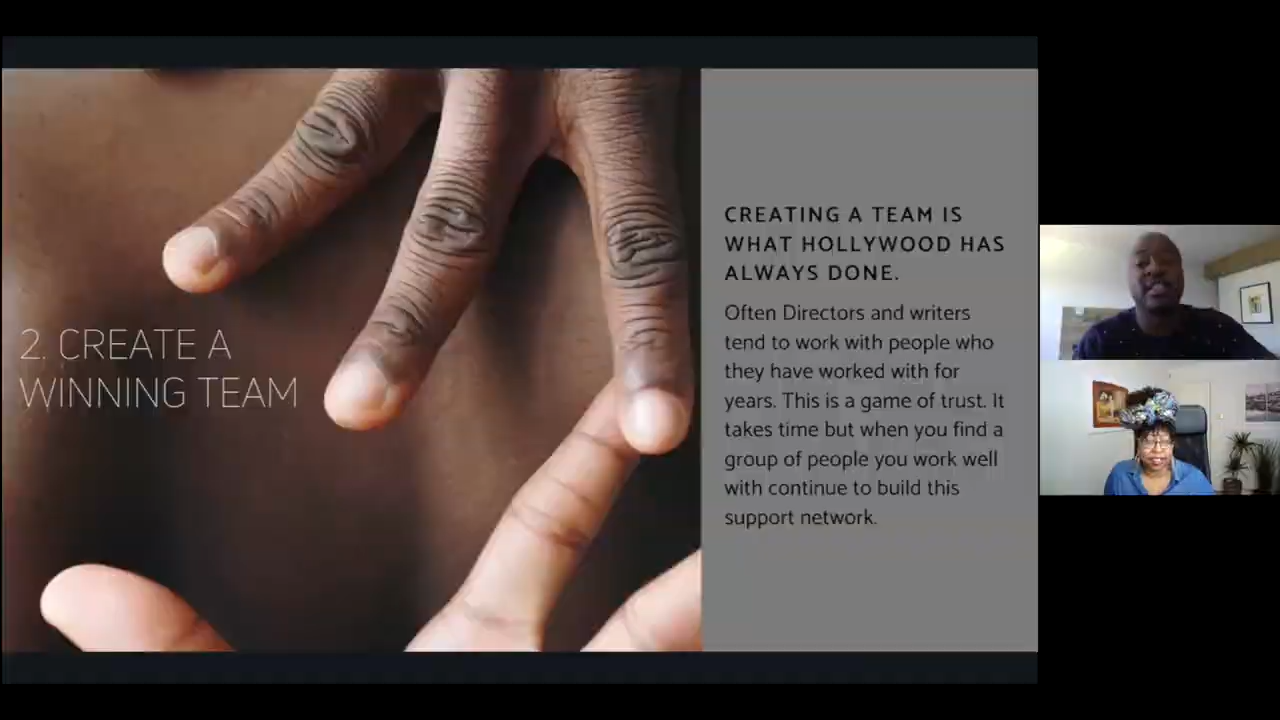 2. CREATE A
WINNING TEAM
CREATING A TEAM IS
WHAT HOLLYWOOD HAS
ALWAYS DONE.
Often Directors and writers
tend to work with people who
they have worked with for
years. This is a game of trust. It
takes time but when you find a
group of people you work well
with continue to build this
support network.